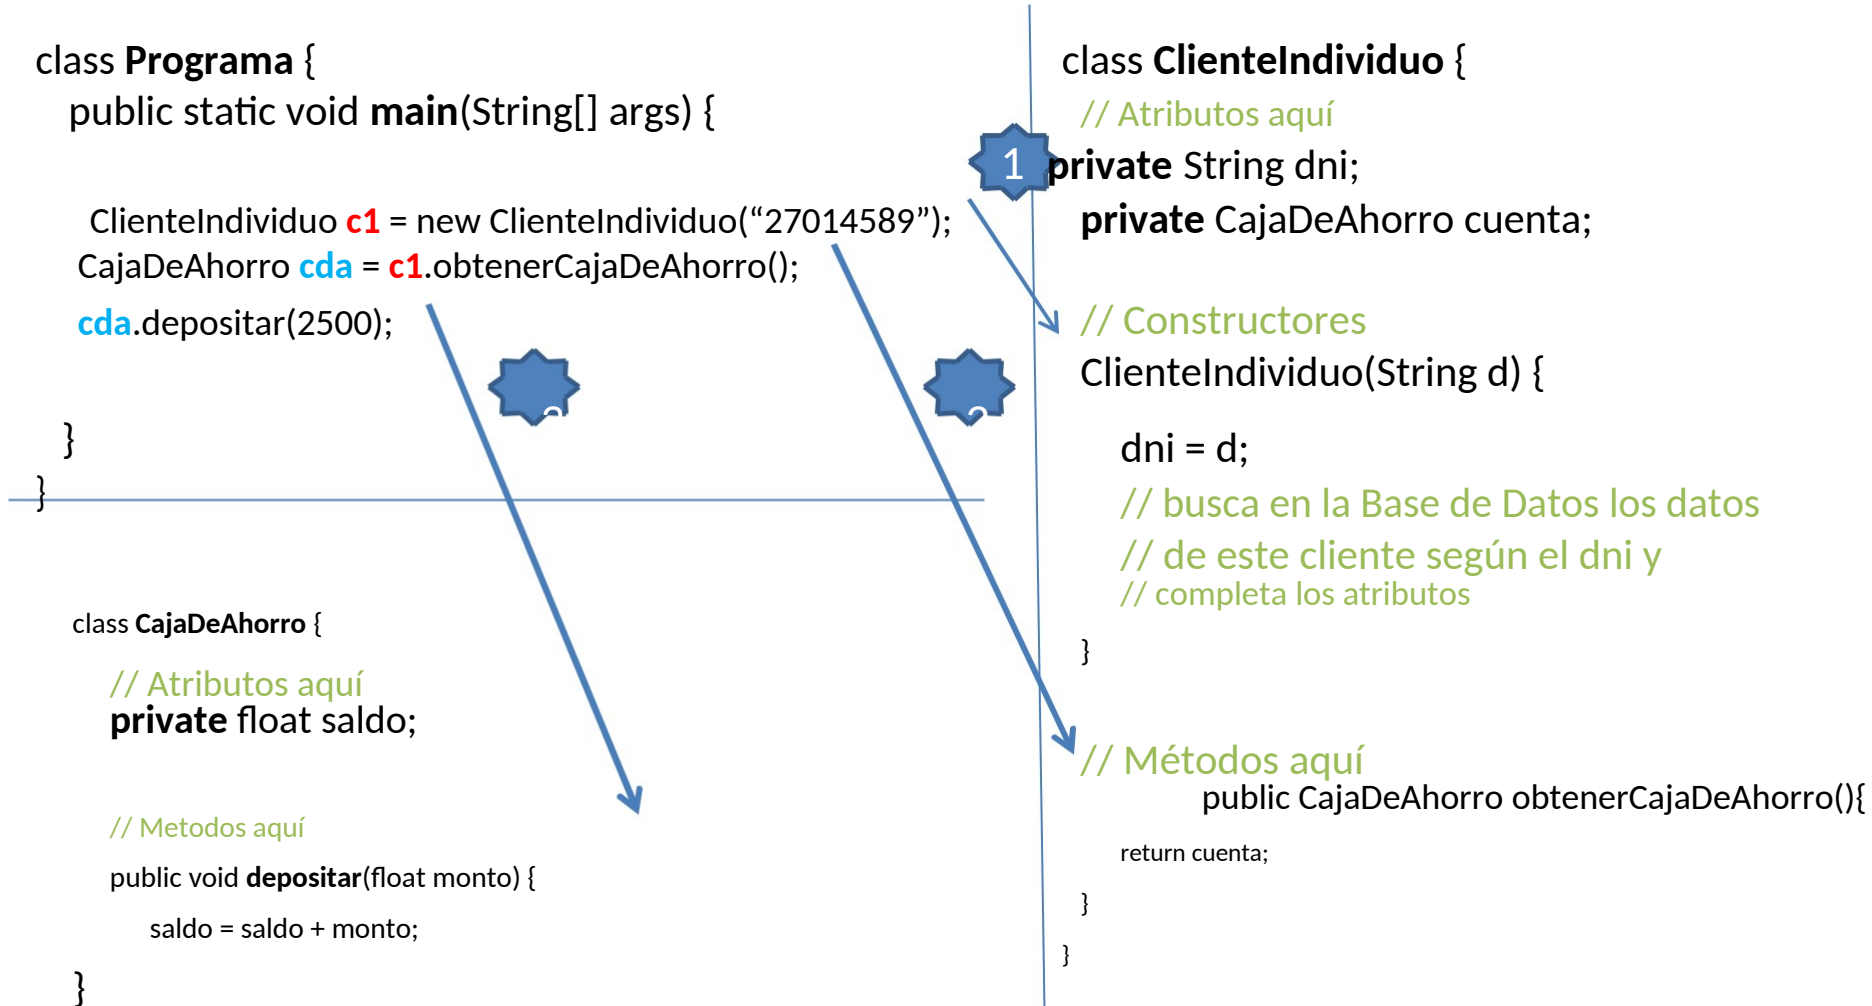 class Programa {
public static void main(String[] args) {
ClienteIndividuo c1 = new ClienteIndividuo(“27014589”);
CajaDeAhorro cda = c1.obtenerCajaDeAhorro();
cda.depositar(2500);
}
}
class CajaDeAhorro {
// Atributos aquí
private float saldo;
// Metodos aquí
public void depositar(float monto) {
saldo = saldo + monto;
}
1
class ClienteIndividuo {
// Atributos aquí
private String dni;
private CajaDeAhorro cuenta;
// Constructores
ClienteIndividuo(String d) {
dni = d;
// busca en la Base de Datos los datos
// de este cliente según el dni y
// completa los atributos
}
// Métodos aquí
public CajaDeAhorro obtenerCajaDeAhorro(){
return cuenta;
}
}